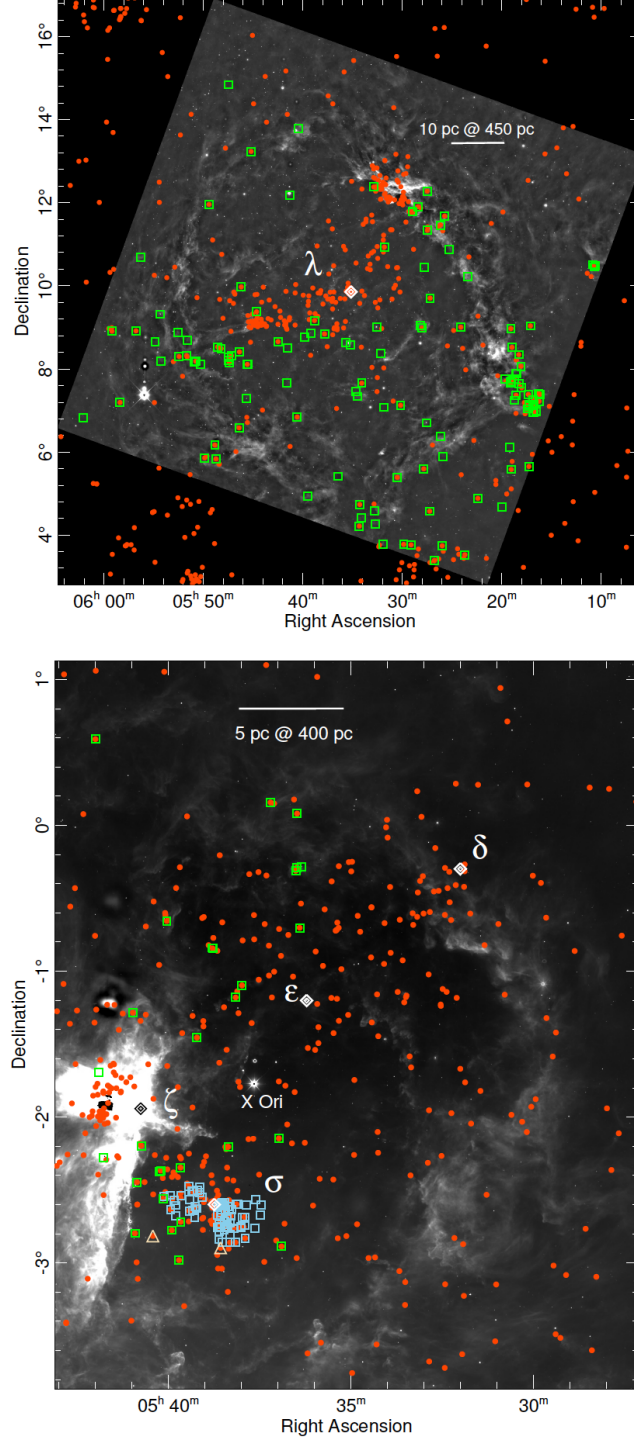 16°
14°
12°
10°
8°
6°
4°
Declination
10 pc @ 450 pc
λ
06ʰ 00ᵐ
05ʰ 50ᵐ
40ᵐ
30ᵐ
20ᵐ
10ᵐ
Right Ascension
1°
0°
-1°
-2°
-3°
Declination
5 pc @ 400 pc
δ
ε
X Ori
ζ
σ
05ʰ 40ᵐ
35ᵐ
30ᵐ
Right Ascension